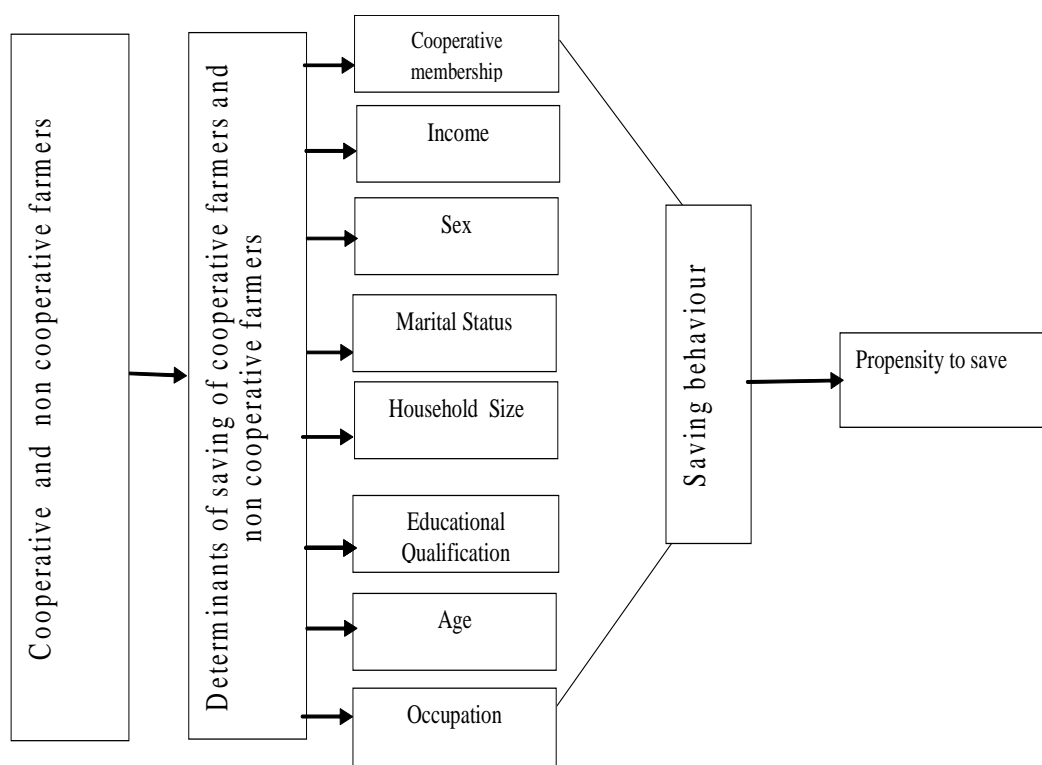 Cooperative and non cooperative farmers
Determinants of saving of cooperative farmers and
non cooperative farmers
Cooperative
membership
Income
Sex
Marital Status
Household Size
Educational
Qualification
Age
Occupation
Saving behaviour
Propensity to save